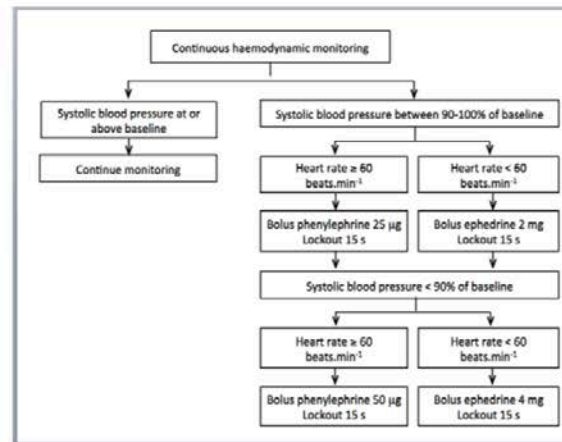 Continuous haemodynamic monitoring
Systolic blood pressure at or
above baseline
Continue monitoring
Systolic blood pressure between 90-100% of baseline
Heart rate ≥ 60
beats.min⁻¹
Heart rate < 60
beats.min⁻¹
Bolus phenylephrine 25 µg
Lockout 15 s
Bolus ephedrine 2 mg
Lockout 15 s
Systolic blood pressure < 90% of baseline
Heart rate ≥ 60
beats.min⁻¹
Heart rate < 60
beats.min⁻¹
Bolus phenylephrine 50 µg
Lockout 15 s
Bolus ephedrine 4 mg
Lockout 15 s